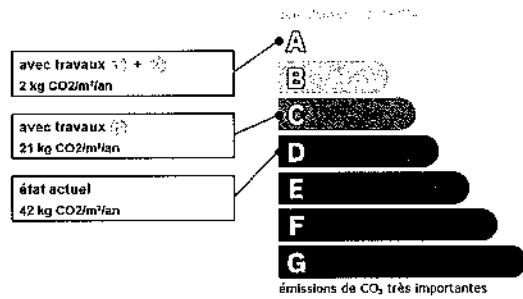 avec travaux
2 kg CO2/m²/an
avec travaux
21 kg CO2/m²/an
état actuel
42 kg CO2/m²/an
A
B
C
D
E
F
G
émissions de CO₂ très importantes